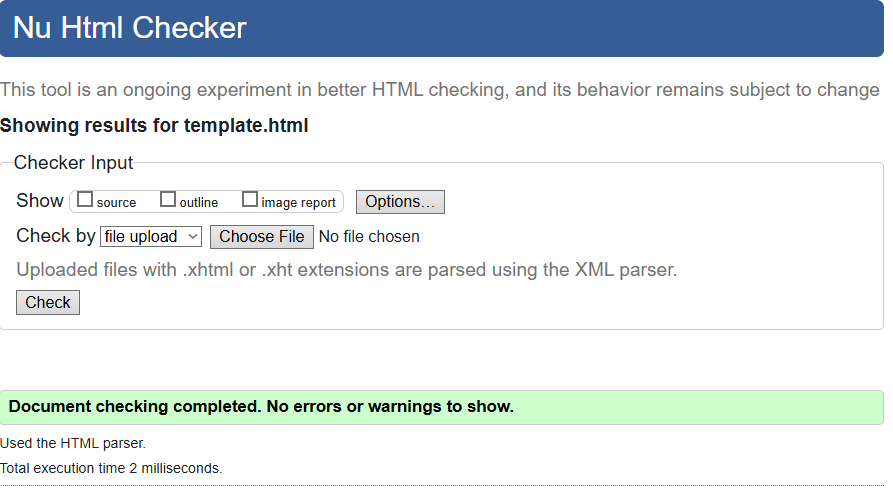 Nu Html Checker
This tool is an ongoing experiment in better HTML checking, and its behavior remains subject to change
Showing results for template.html
Checker Input
Show source outline image report Options...
Check by file upload Choose File No file chosen
Uploaded files with .xhtml or .xht extensions are parsed using the XML parser.
Check
Document checking completed. No errors or warnings to show.
Used the HTML parser.
Total execution time 2 milliseconds.